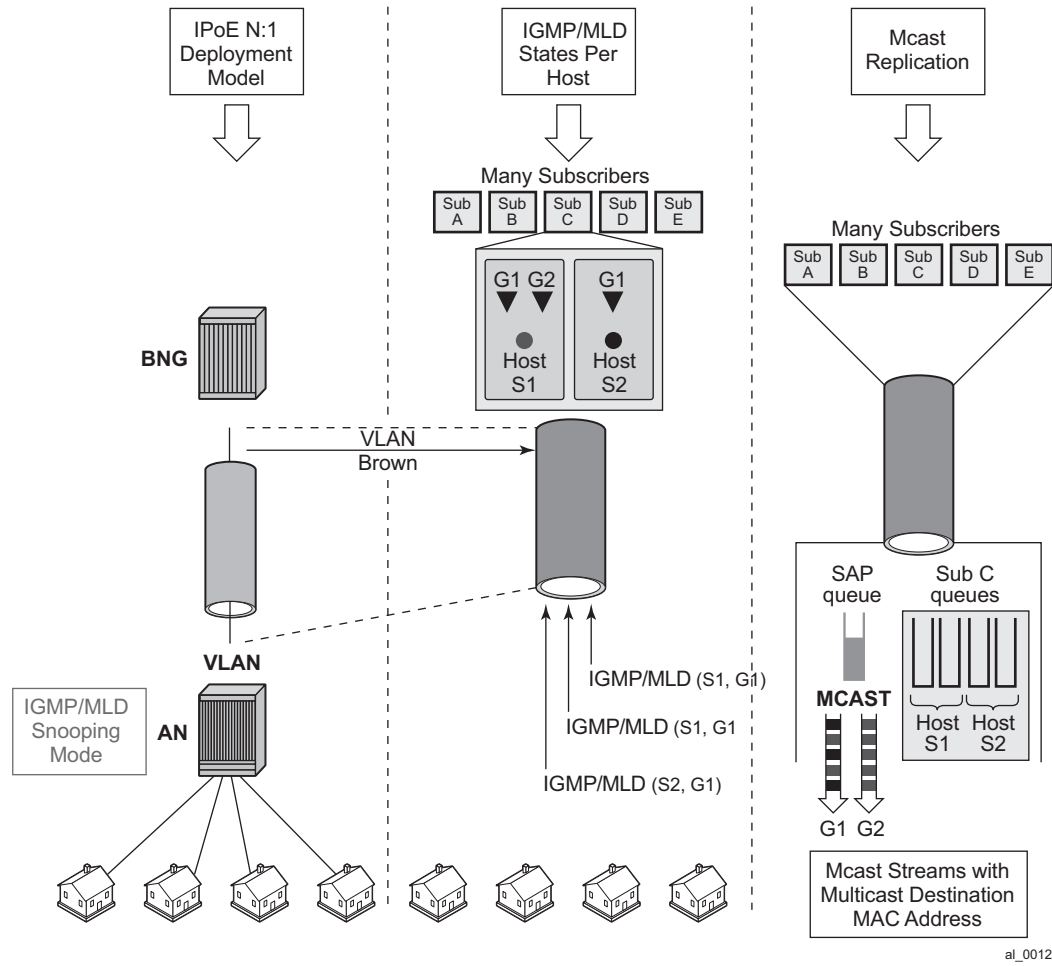 IPoE N:1
Deployment
Model
IGMP/MLD
States Per
Host
Mcast
Replication
Many Subscribers
Sub
A
Sub
B
Sub
C
Sub
D
Sub
E
G1 G2
Host
S1
G1
Host
S2
Many Subscribers
Sub
A
Sub
B
Sub
C
Sub
D
Sub
E
BNG
VLAN
Brown
VLAN
IGMP/MLD
Snooping
Mode
AN
IGMP/MLD (S1, G1)
IGMP/MLD (S1, G1
IGMP/MLD (S2, G1)
SAP
queue
Sub C
queues
MCAST
Host
S1
Host
S2
G1 G2
Mcast Streams with
Multicast Destination
MAC Address
al_0012